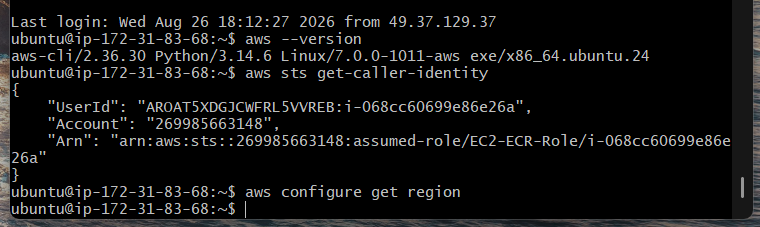 Last login: Wed Aug 26 18:12:27 2026 from 49.37.129.37
ubuntu@ip-172-31-83-68:~$ aws --version
aws-cli/2.36.30 Python/3.14.6 Linux/7.0.0-1011-aws exe/x86_64.ubuntu.24
ubuntu@ip-172-31-83-68:~$ aws sts get-caller-identity
{
    "UserId": "AROAT5XDGJCWFRL5VVREB:i-068cc60699e86e26a",
    "Account": "269985663148",
    "Arn": "arn:aws:sts::269985663148:assumed-role/EC2-ECR-Role/i-068cc60699e86e
26a"
}
ubuntu@ip-172-31-83-68:~$ aws configure get region
ubuntu@ip-172-31-83-68:~$